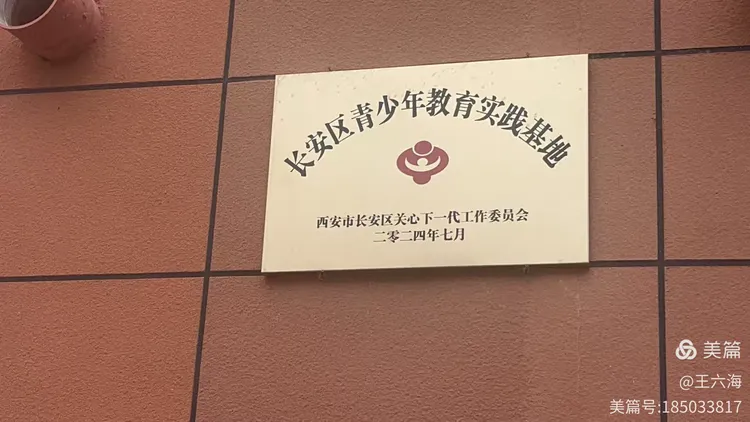 长安区青少年教育实践基地
西安市长安区关心下一代工作委员会
二零二四年七月
美篇
@王六海
美篇号:185033817